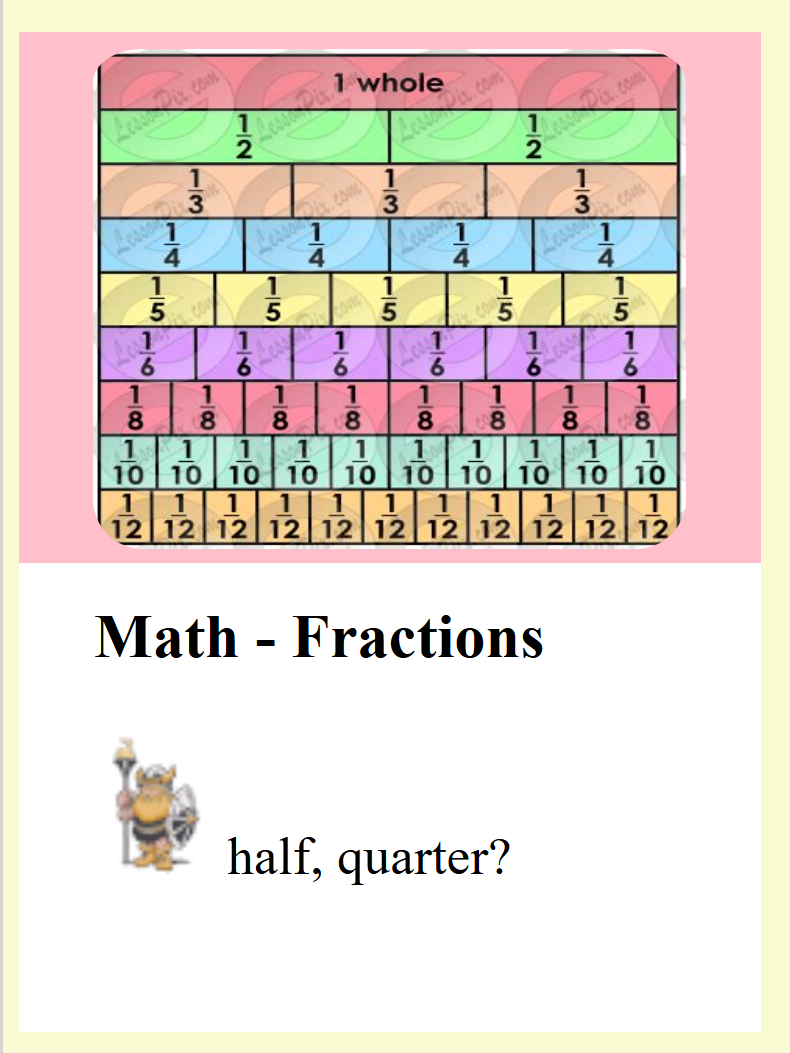 1 whole
1/2 1/2
1/3 1/3 1/3
1/4 1/4 1/4 1/4
1/5 1/5 1/5 1/5 1/5
1/6 1/6 1/6 1/6 1/6 1/6
1/8 1/8 1/8 1/8 1/8 1/8 1/8 1/8
1/10 1/10 1/10 1/10 1/10 1/10 1/10 1/10 1/10 1/10
1/12 1/12 1/12 1/12 1/12 1/12 1/12 1/12 1/12 1/12 1/12
LessonPix.com
Math - Fractions
half, quarter?